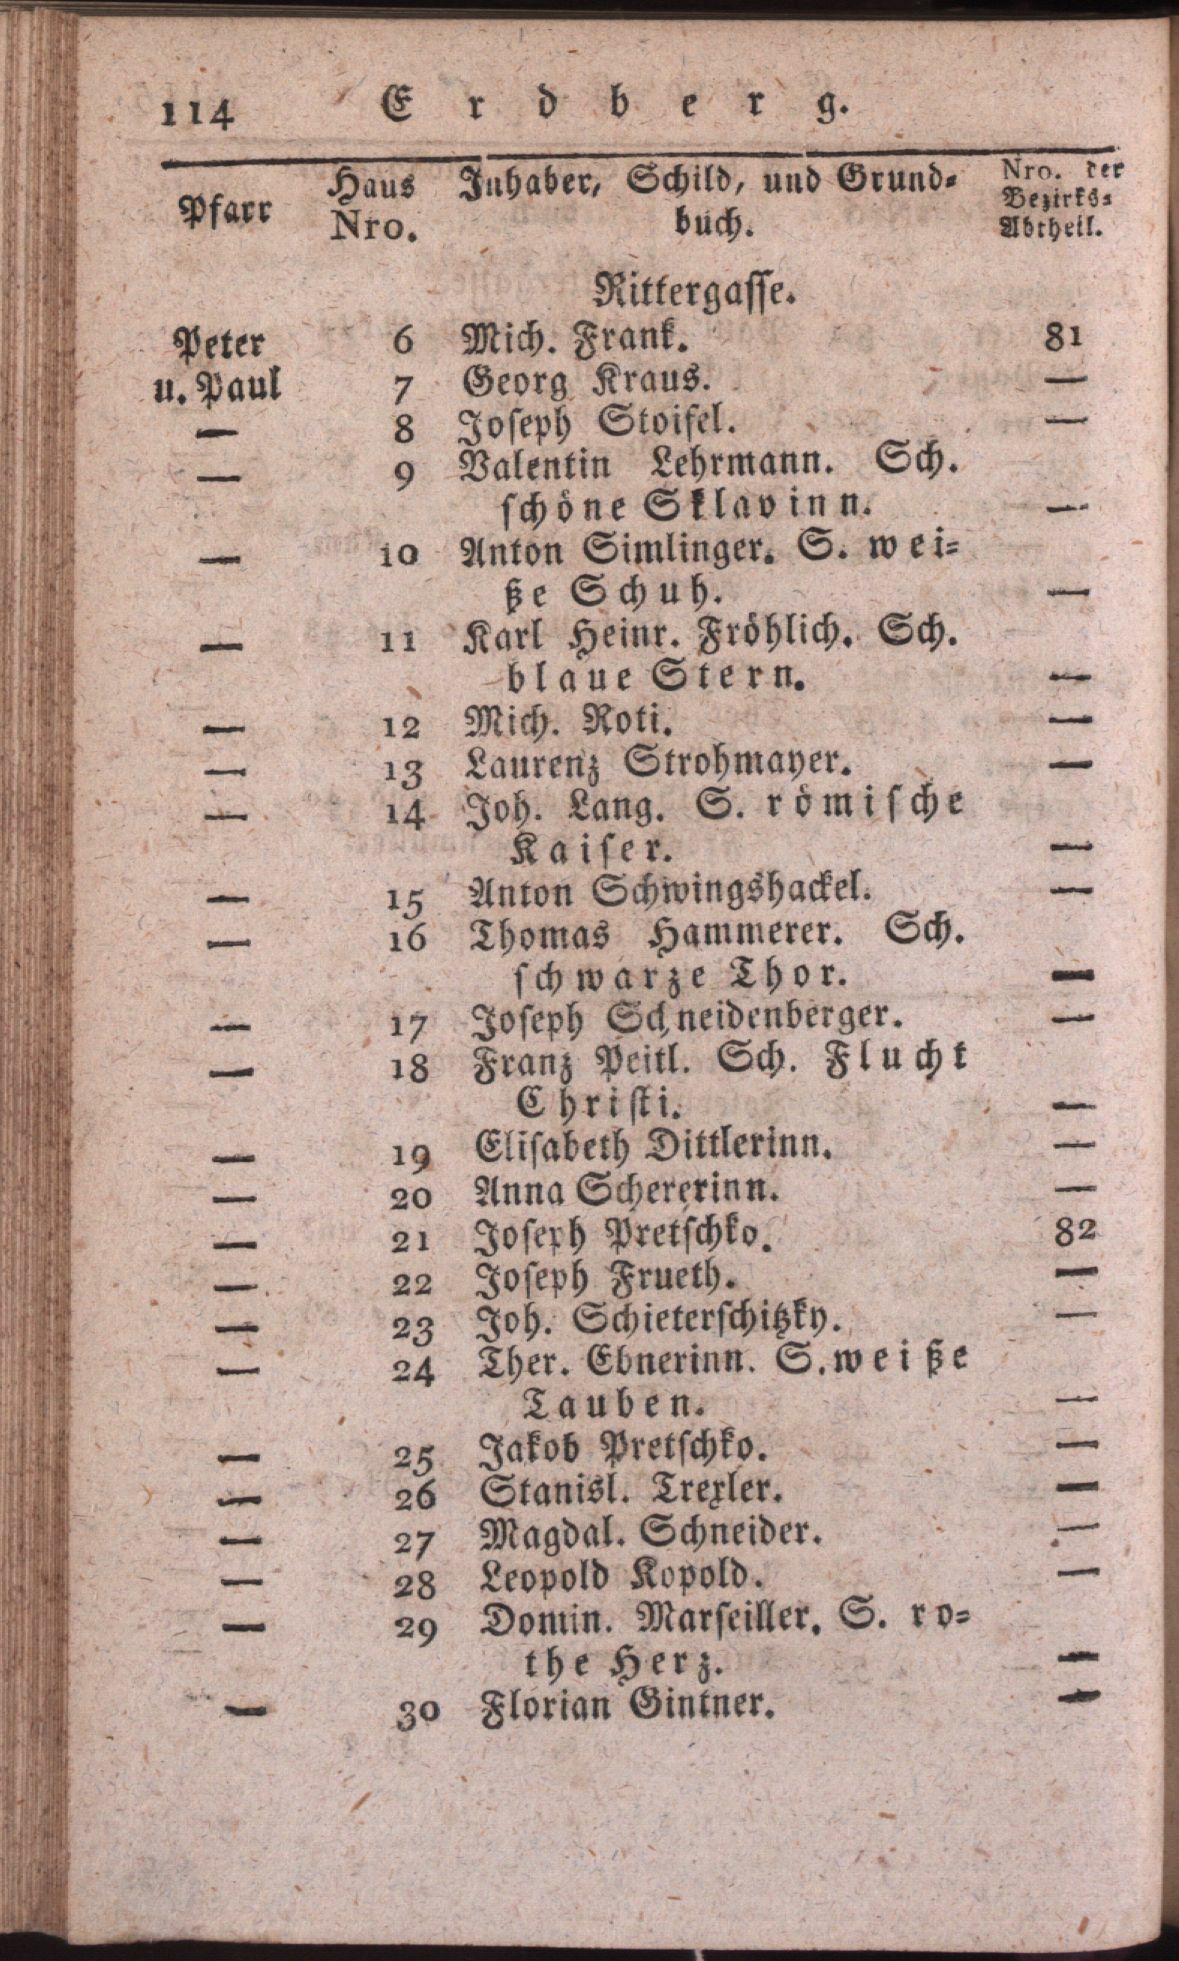 114 Erdberg.
Pfarr Haus Nro. Inhaber, Schild, und Grund=
buch. Nro. der Bezirks= Abtheil.
Rittergasse.
Peter 6 Mich. Frank. 81
u. Paul 7 Georg Kraus. —
— 8 Joseph Stoifel. —
— 9 Valentin Lehrmann. Sch.
schöne Sklavinn. —
— 10 Anton Simlinger. S. wei=
ße Schuh. —
— 11 Karl Heinr. Fröhlich. Sch.
blaue Stern. —
— 12 Mich. Roti. —
— 13 Laurenz Strohmayer. —
— 14 Joh. Lang. S. römische
Kaiser. —
— 15 Anton Schwingshackel. —
— 16 Thomas Hammerer. Sch.
schwarze Thor. —
— 17 Joseph Schneidenberger. —
— 18 Franz Peitl. Sch. Flucht
Christi. —
— 19 Elisabeth Dittlerinn. —
— 20 Anna Schererinn. —
— 21 Joseph Pretschko. 82
— 22 Joseph Frueth. —
— 23 Joh. Schieterschitzky. —
— 24 Ther. Ebnerinn. S. weiße
Tauben. —
— 25 Jakob Pretschko. —
— 26 Stanisl. Trexler. —
— 27 Magdal. Schneider. —
— 28 Leopold Kopold. —
— 29 Domin. Marseiller. S. ro=
the Herz. —
— 30 Florian Gintner. —